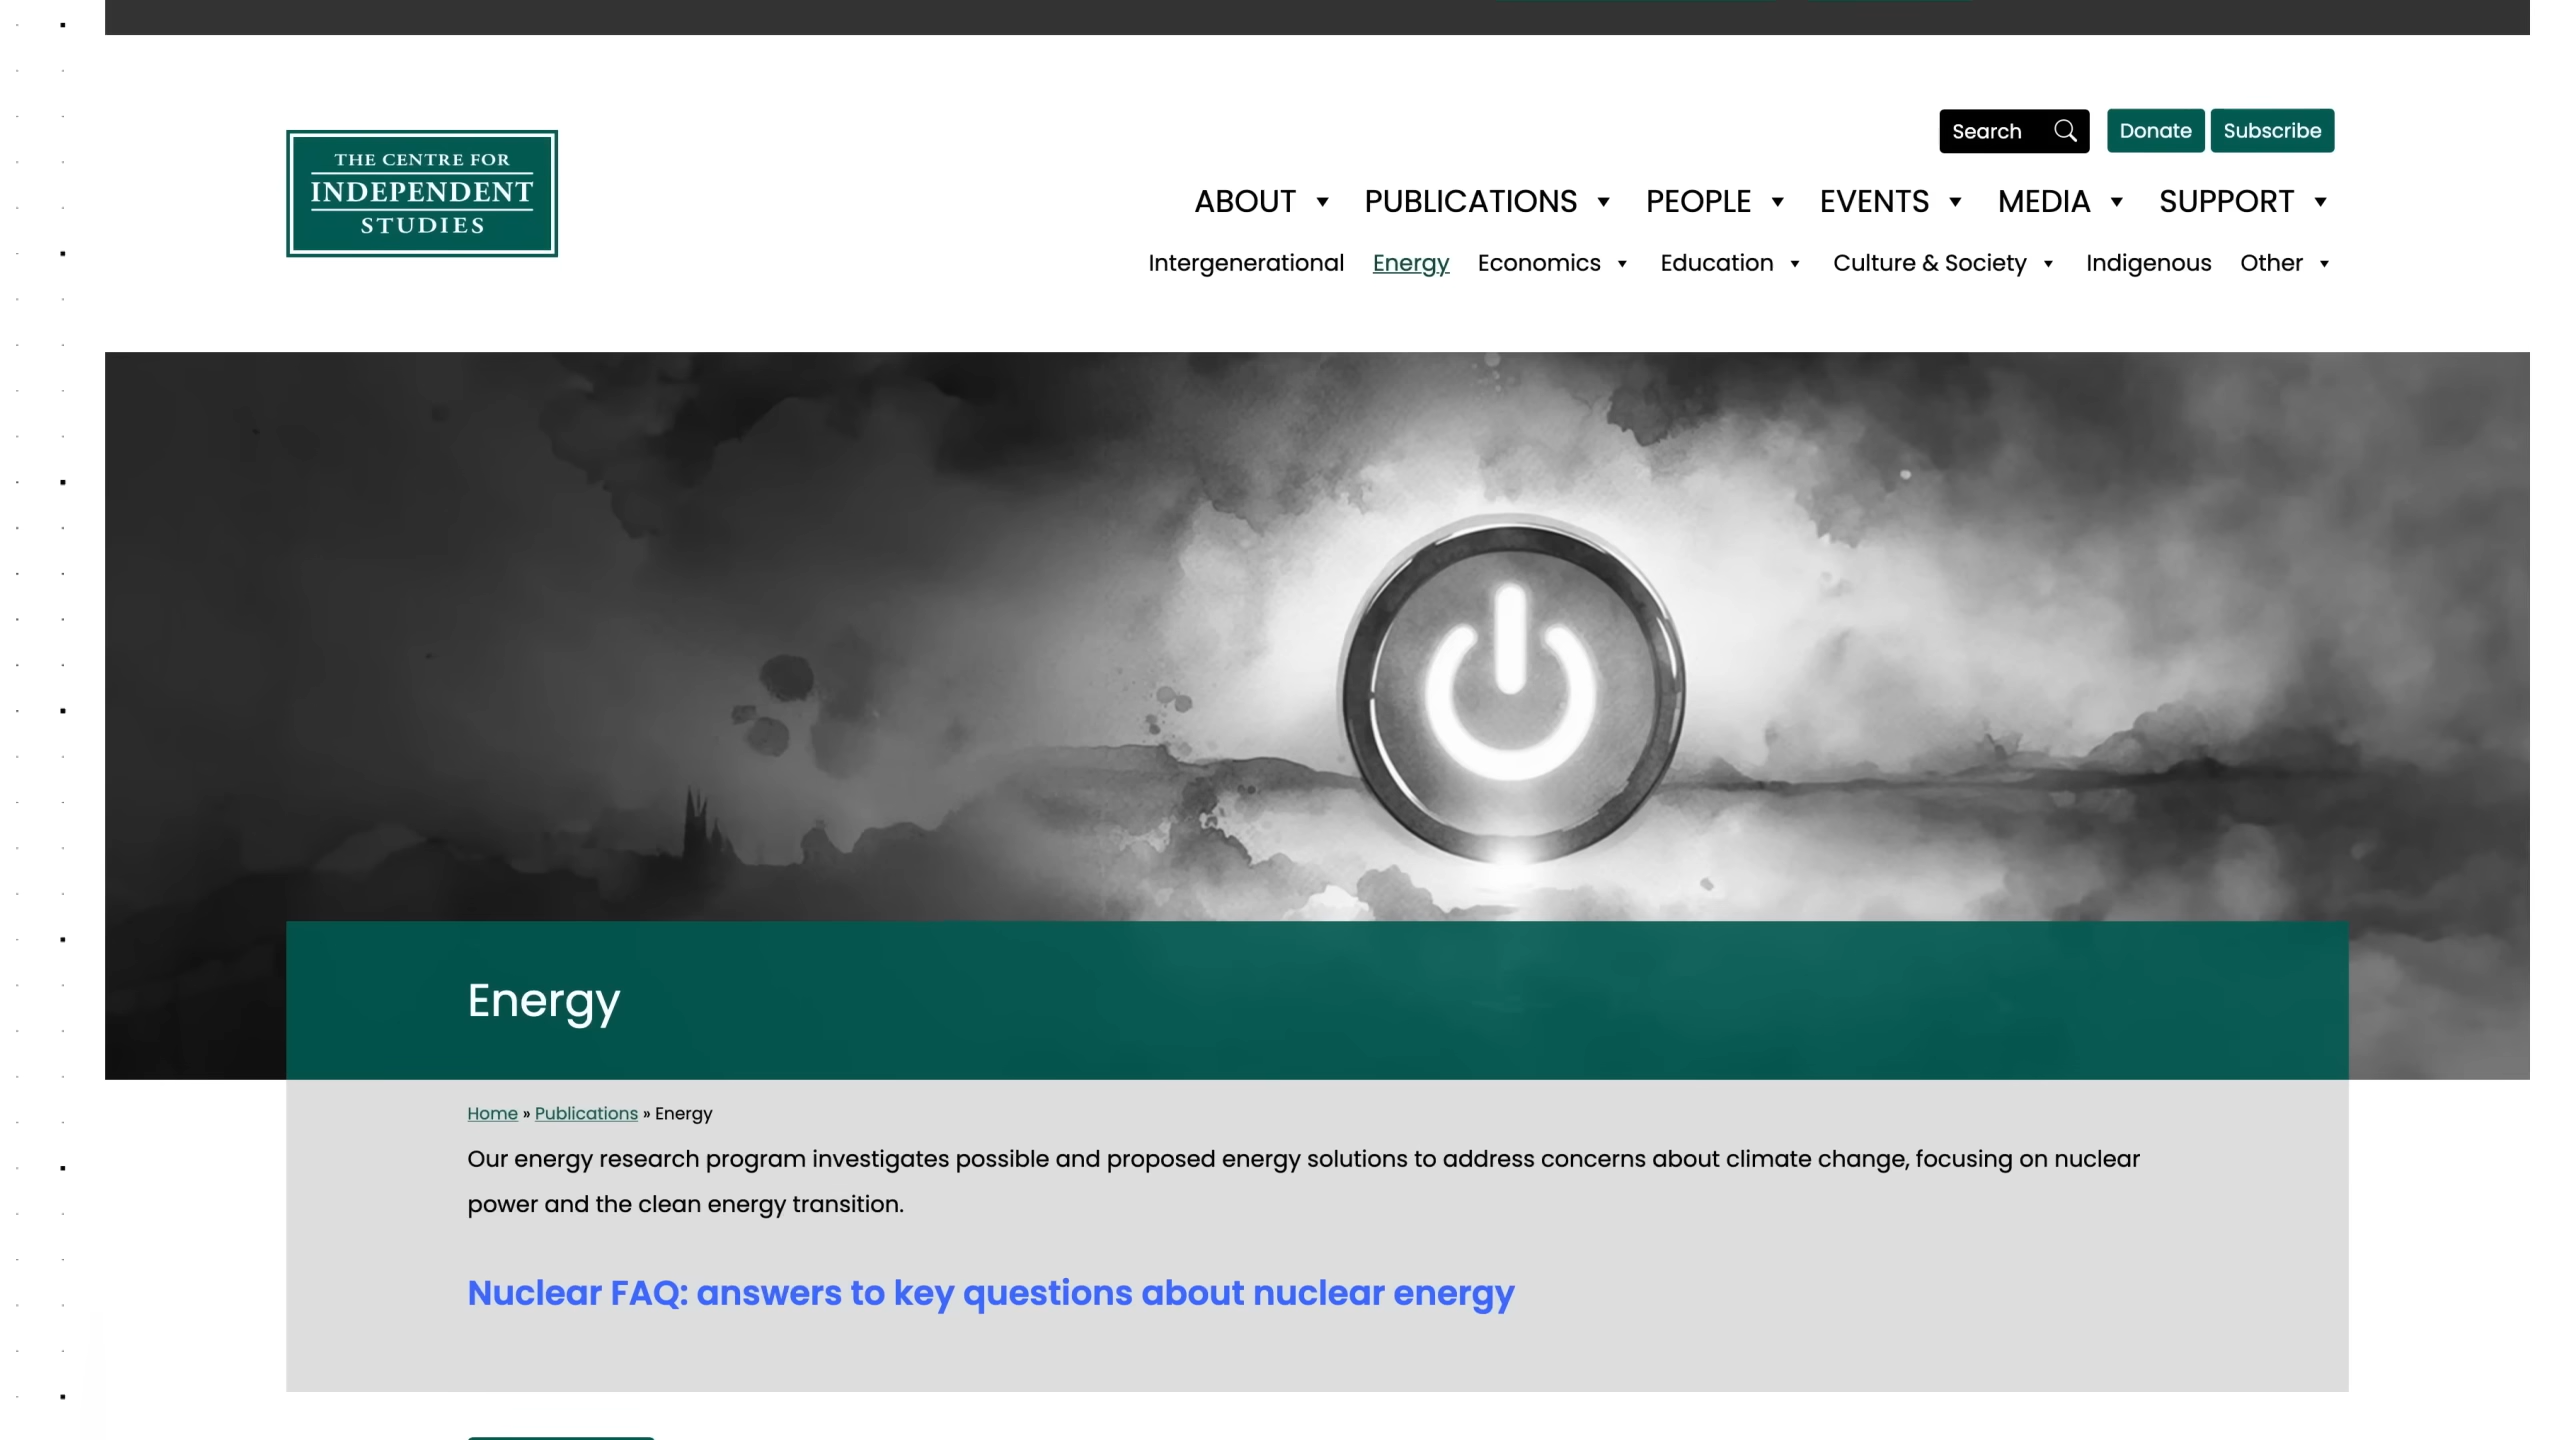 THE CENTRE FOR
INDEPENDENT
STUDIES
Search
Donate
Subscribe
ABOUT
PUBLICATIONS
PEOPLE
EVENTS
MEDIA
SUPPORT
Intergenerational
Energy
Economics
Education
Culture & Society
Indigenous
Other
Energy
Home » Publications » Energy
Our energy research program investigates possible and proposed energy solutions to address concerns about climate change, focusing on nuclear
power and the clean energy transition.
Nuclear FAQ: answers to key questions about nuclear energy